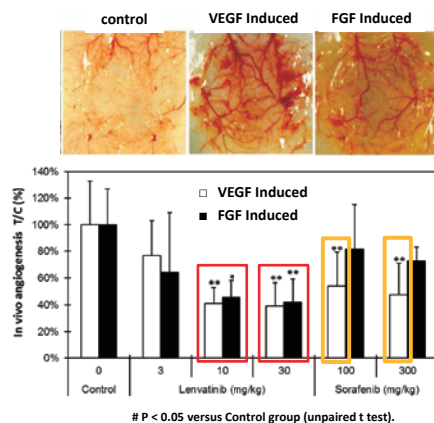 control VEGF Induced FGF Induced
In vivo angiogenesis T/C (%)
140%
120%
100%
80%
60%
40%
20%
0%
VEGF Induced
FGF Induced
** *
** **
**
**
0 3 10 30 100 300
Control Lenvatinib (mg/kg) Sorafenib (mg/kg)
# P < 0.05 versus Control group (unpaired t test).